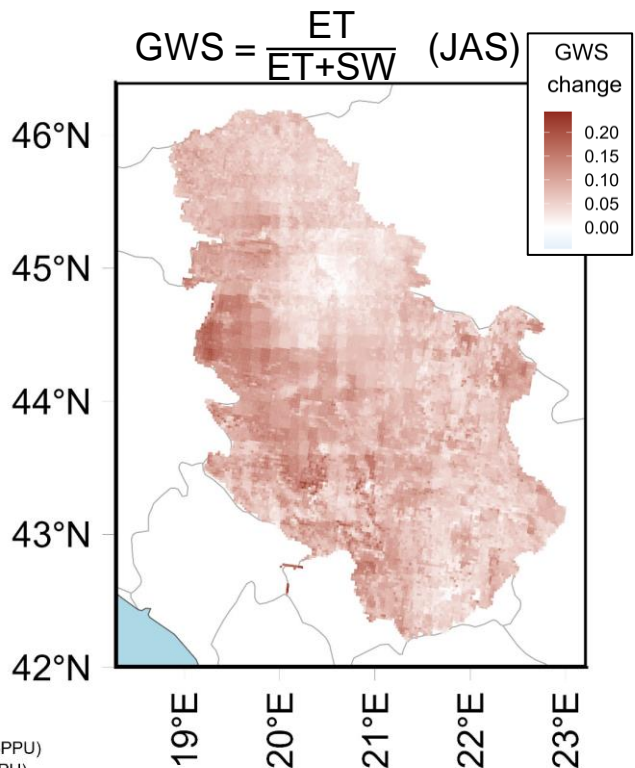 GWS = ET / ET+SW (JAS)
GWS
change
0.20
0.15
0.10
0.05
0.00
46°N
45°N
44°N
43°N
42°N
19°E
20°E
21°E
22°E
23°E
PPU)